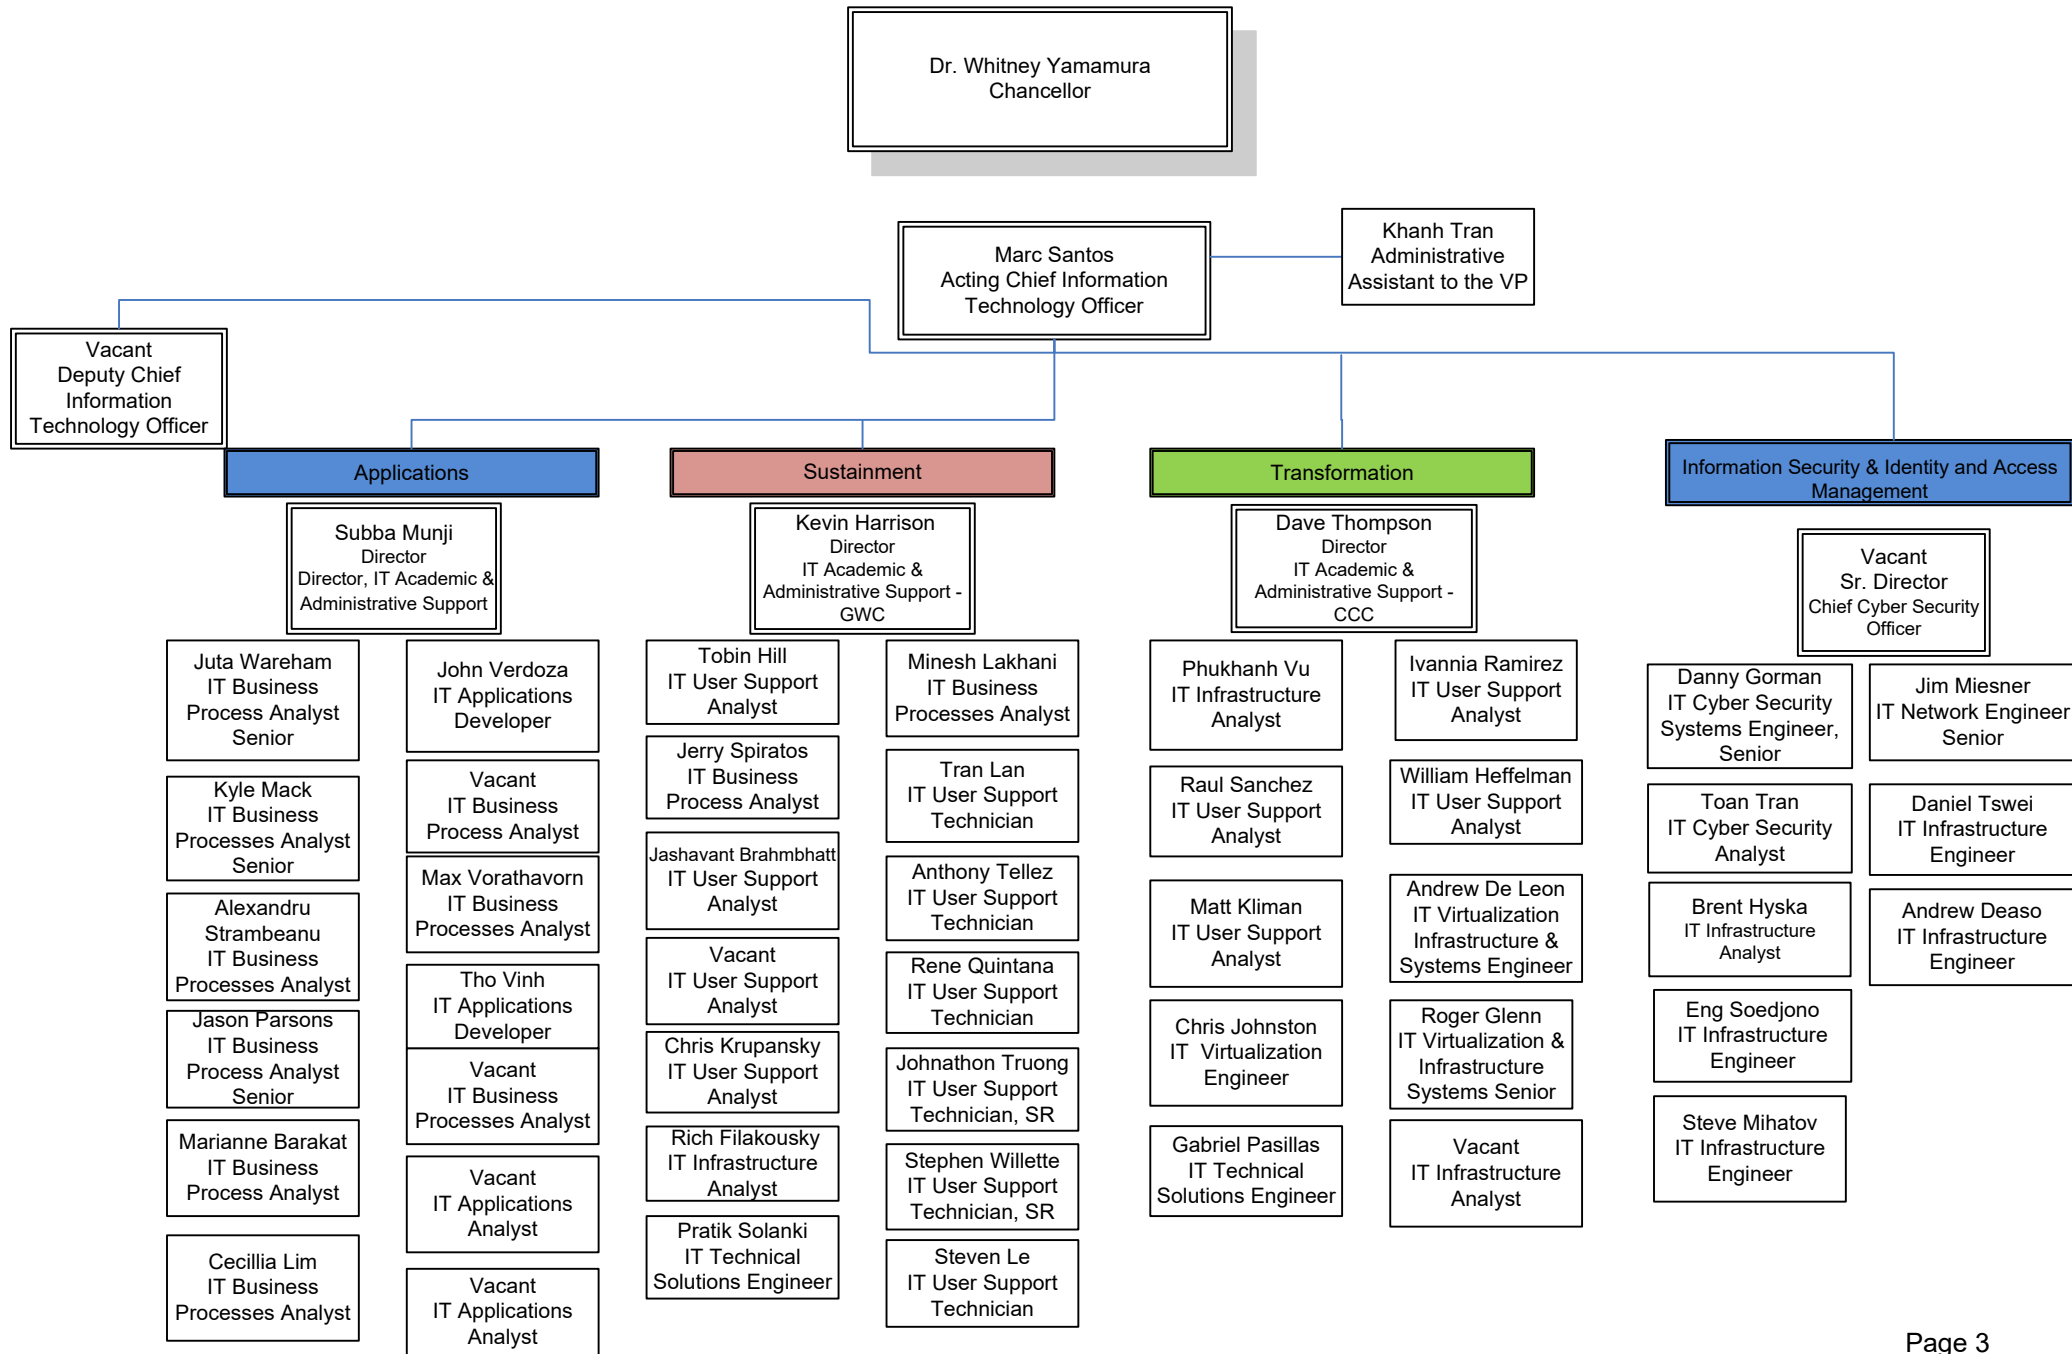 Dr. Whitney Yamamura
Chancellor
Marc Santos
Acting Chief Information
Technology Officer
Khanh Tran
Administrative
Assistant to the VP
Vacant
Deputy Chief
Information
Technology Officer
Applications
Subba Munji
Director
Director, IT Academic &
Administrative Support
Juta Wareham
IT Business
Process Analyst
Senior
Kyle Mack
IT Business
Processes Analyst
Senior
Alexandru
Strambeanu
IT Business
Processes Analyst
Jason Parsons
IT Business
Process Analyst
Senior
Marianne Barakat
IT Business
Process Analyst
Cecillia Lim
IT Business
Processes Analyst
John Verdoza
IT Applications
Developer
Vacant
IT Business
Process Analyst
Max Vorathavorn
IT Business
Processes Analyst
Tho Vinh
IT Applications
Developer
Vacant
IT Business
Processes Analyst
Vacant
IT Applications
Analyst
Vacant
IT Applications
Analyst
Sustainment
Kevin Harrison
Director
IT Academic &
Administrative Support -
GWC
Tobin Hill
IT User Support
Analyst
Jerry Spiratos
IT Business
Process Analyst
Jashavant Brahmbhatt
IT User Support
Analyst
Vacant
IT User Support
Analyst
Chris Krupansky
IT User Support
Analyst
Rich Filakousky
IT Infrastructure
Analyst
Pratik Solanki
IT Technical
Solutions Engineer
Minesh Lakhani
IT Business
Processes Analyst
Tran Lan
IT User Support
Technician
Anthony Tellez
IT User Support
Technician
Rene Quintana
IT User Support
Technician
Johnathon Truong
IT User Support
Technician, SR
Stephen Willette
IT User Support
Technician, SR
Steven Le
IT User Support
Technician
Transformation
Dave Thompson
Director
IT Academic &
Administrative Support -
CCC
Phukhanh Vu
IT Infrastructure
Analyst
Raul Sanchez
IT User Support
Analyst
Matt Kliman
IT User Support
Analyst
Chris Johnston
IT Virtualization
Engineer
Gabriel Pasillas
IT Technical
Solutions Engineer
Ivannia Ramirez
IT User Support
Analyst
William Heffelman
IT User Support
Analyst
Andrew De Leon
IT Virtualization
Infrastructure &
Systems Engineer
Roger Glenn
IT Virtualization &
Infrastructure
Systems Senior
Vacant
IT Infrastructure
Analyst
Information Security & Identity and Access
Management
Vacant
Sr. Director
Chief Cyber Security
Officer
Danny Gorman
IT Cyber Security
Systems Engineer,
Senior
Toan Tran
IT Cyber Security
Analyst
Brent Hyska
IT Infrastructure
Analyst
Eng Soedjono
IT Infrastructure
Engineer
Steve Mihatov
IT Infrastructure
Engineer
Jim Miesner
IT Network Engineer
Senior
Daniel Tswei
IT Infrastructure
Engineer
Andrew Deaso
IT Infrastructure
Engineer
Page 3